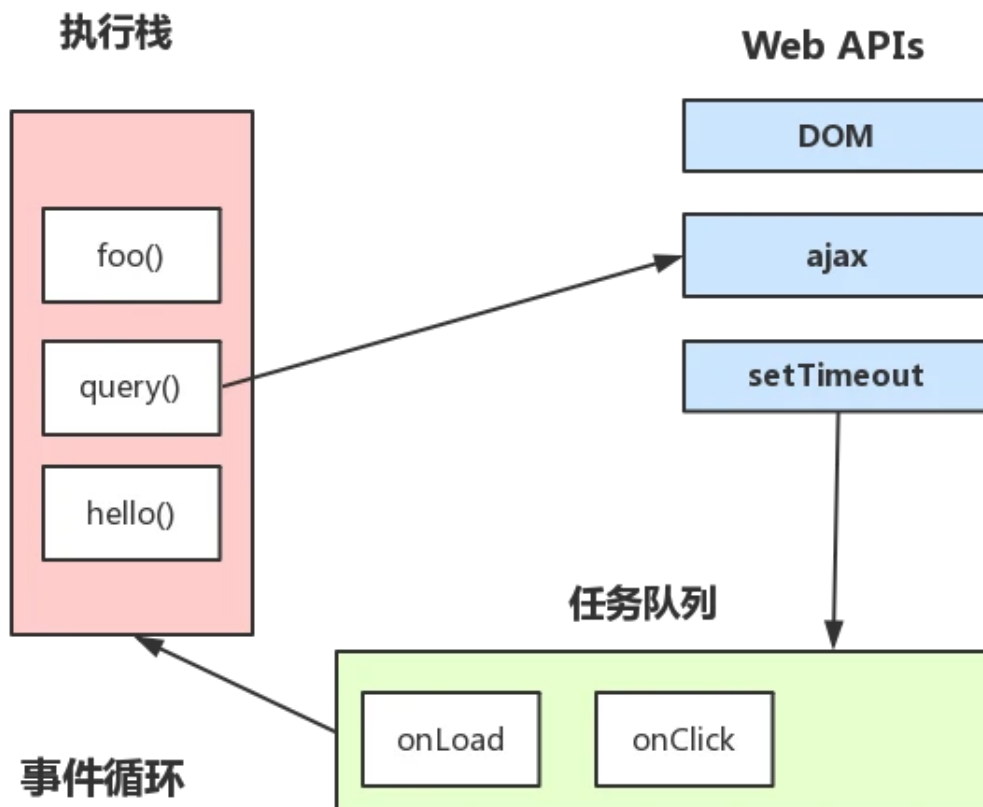 执行栈
Web APIs
DOM
foo()
ajax
query()
setTimeout
hello()
任务队列
onLoad
onClick
事件循环